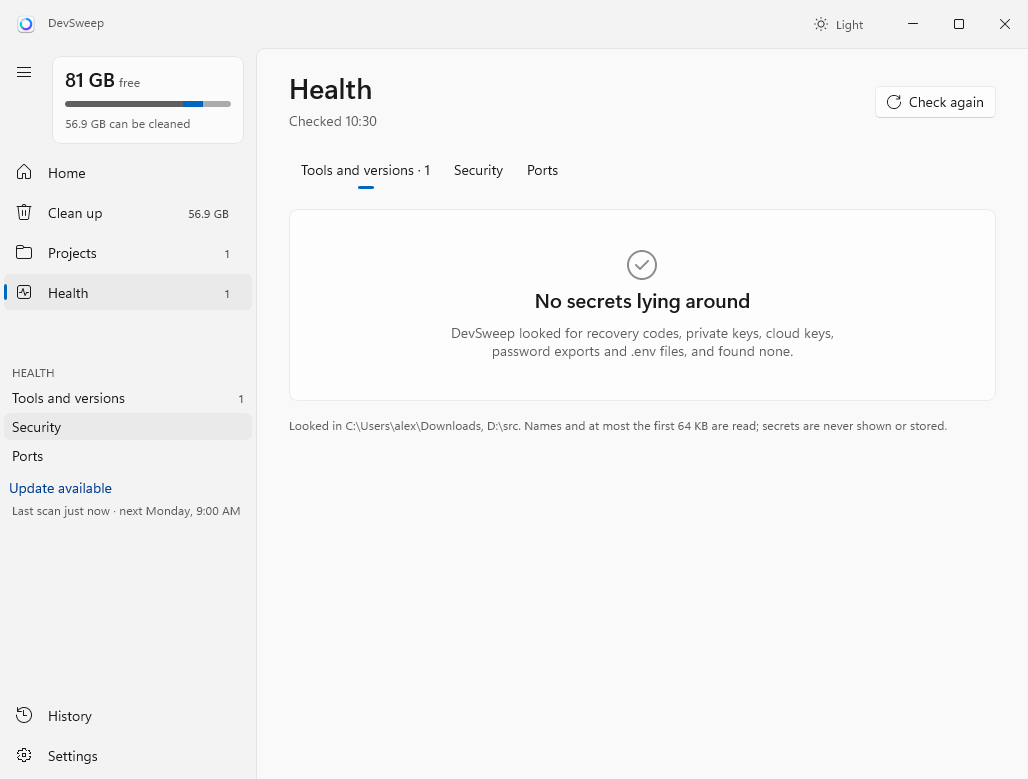 DevSweep
Light
81 GB free
56.9 GB can be cleaned
Home
Clean up 56.9 GB
Projects 1
Health 1
HEALTH
Tools and versions 1
Security
Ports
Update available
Last scan just now · next Monday, 9:00 AM
History
Settings
Health
Checked 10:30
Check again
Tools and versions · 1
Security
Ports
No secrets lying around
DevSweep looked for recovery codes, private keys, cloud keys,
password exports and .env files, and found none.
Looked in C:\Users\alex\Downloads, D:\src. Names and at most the first 64 KB are read; secrets are never shown or stored.